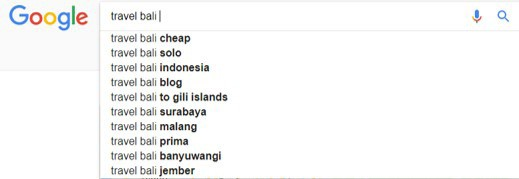 Google
travel bali
travel bali cheap
travel bali solo
travel bali indonesia
travel bali blog
travel bali to gili islands
travel bali surabaya
travel bali malang
travel bali prima
travel bali banyuwangi
travel bali jember